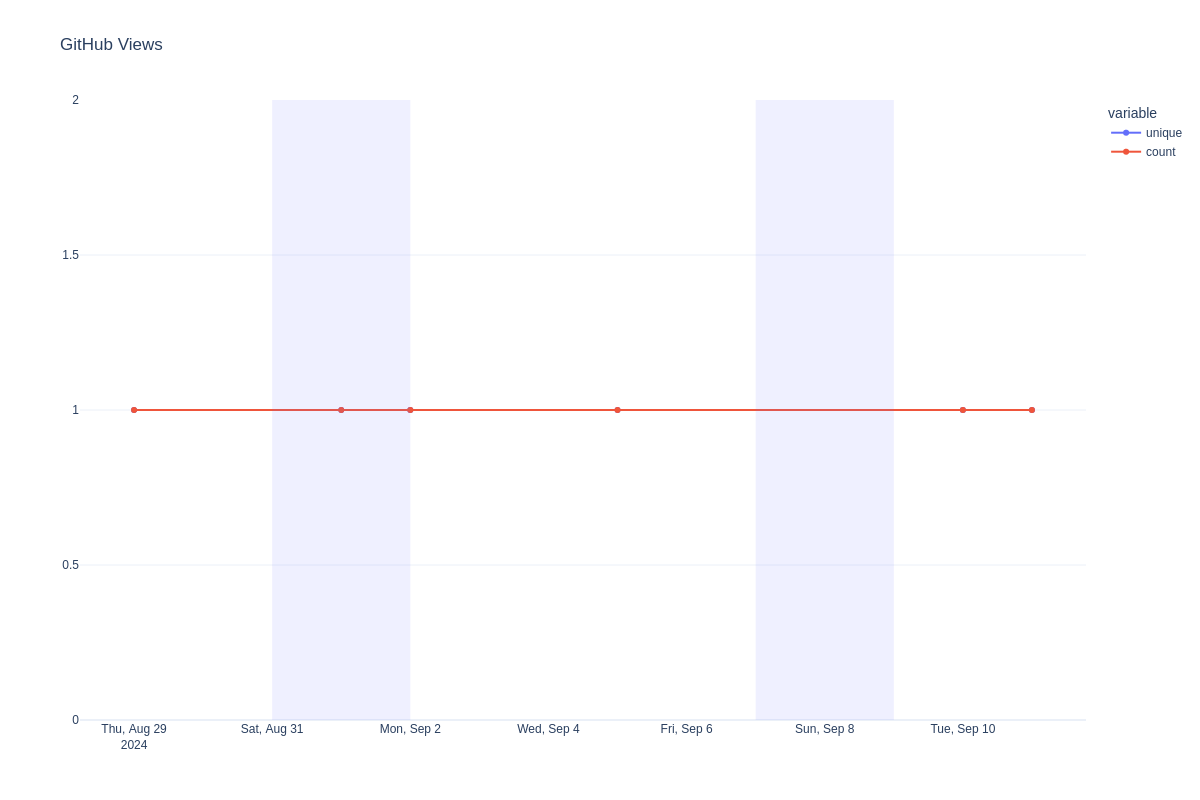 GitHub Views
2
1.5
1
0.5
0
Thu, Aug 29
2024
Sat, Aug 31
Mon, Sep 2
Wed, Sep 4
Fri, Sep 6
Sun, Sep 8
Tue, Sep 10
variable
unique
count